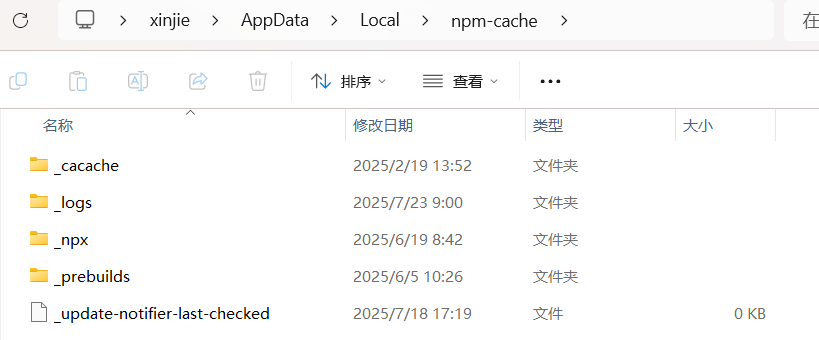 xinjie > AppData > Local > npm-cache > 在
排序 查看 •••
名称 修改日期 类型 大小
_cacache 2025/2/19 13:52 文件夹
_logs 2025/7/23 9:00 文件夹
_npx 2025/6/19 8:42 文件夹
_prebuilds 2025/6/5 10:26 文件夹
_update-notifier-last-checked 2025/7/18 17:19 文件 0 KB